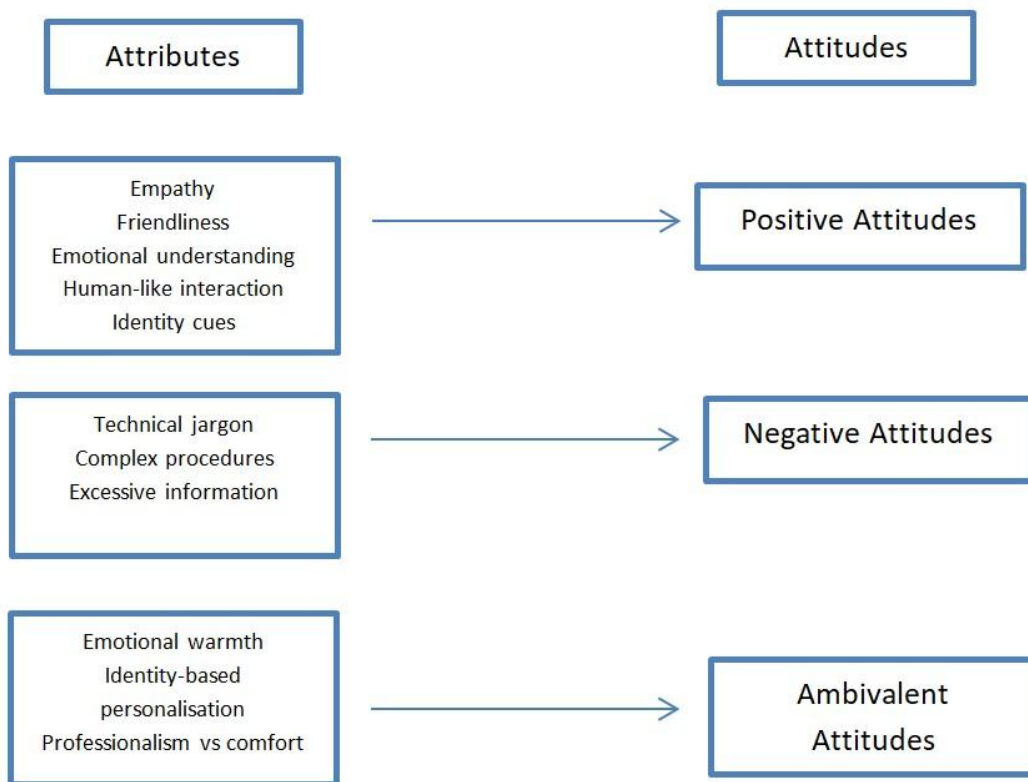 Attributes
Attitudes
Empathy
Friendliness
Emotional understanding
Human-like interaction
Identity cues
Positive Attitudes
Technical jargon
Complex procedures
Excessive information
Negative Attitudes
Emotional warmth
Identity-based
personalisation
Professionalism vs comfort
Ambivalent
Attitudes